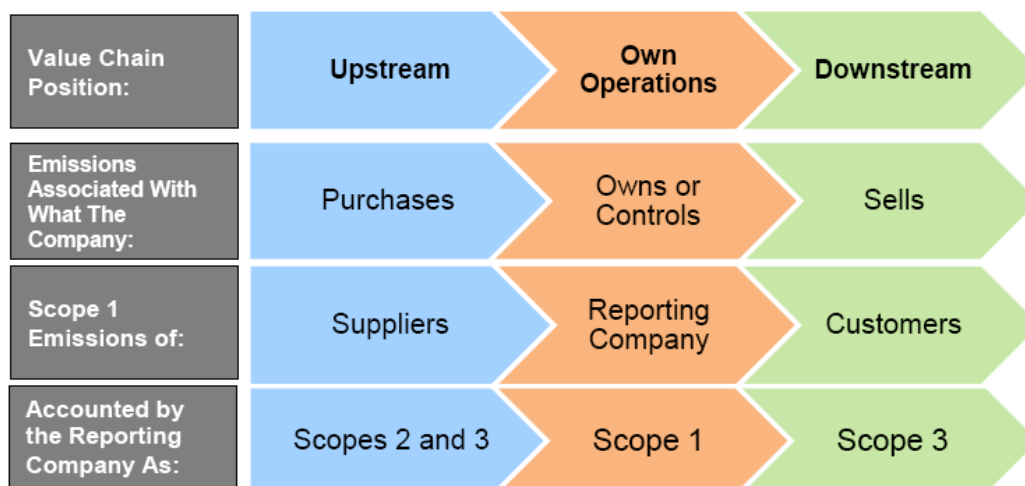 Value Chain
Position:
Upstream
Own
Operations
Downstream
Emissions
Associated With
What The
Company:
Purchases
Owns or
Controls
Sells
Scope 1
Emissions of:
Suppliers
Reporting
Company
Customers
Accounted by
the Reporting
Company As:
Scopes 2 and 3
Scope 1
Scope 3